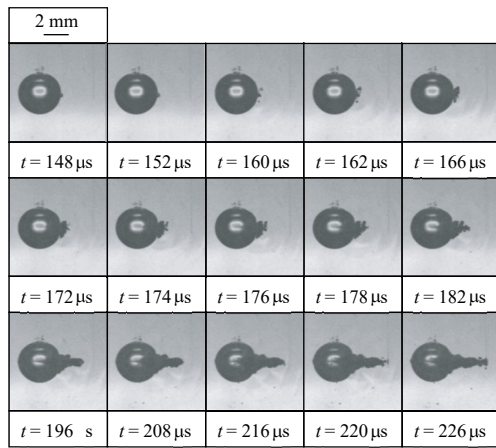 2 mm
t = 148 μs t = 152 μs t = 160 μs t = 162 μs t = 166 μs
t = 172 μs t = 174 μs t = 176 μs t = 178 μs t = 182 μs
t = 196 s t = 208 μs t = 216 μs t = 220 μs t = 226 μs